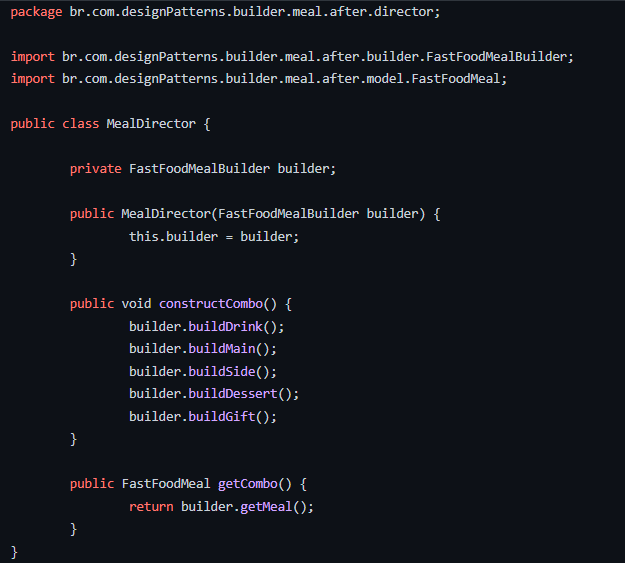 package br.com.designPatterns.builder.meal.after.director;
import br.com.designPatterns.builder.meal.after.builder.FastFoodMealBuilder;
import br.com.designPatterns.builder.meal.after.model.FastFoodMeal;
public class MealDirector {
private FastFoodMealBuilder builder;
public MealDirector(FastFoodMealBuilder builder) {
this.builder = builder;
}
public void constructCombo() {
builder.buildDrink();
builder.buildMain();
builder.buildSide();
builder.buildDessert();
builder.buildGift();
}
public FastFoodMeal getCombo() {
return builder.getMeal();
}
}